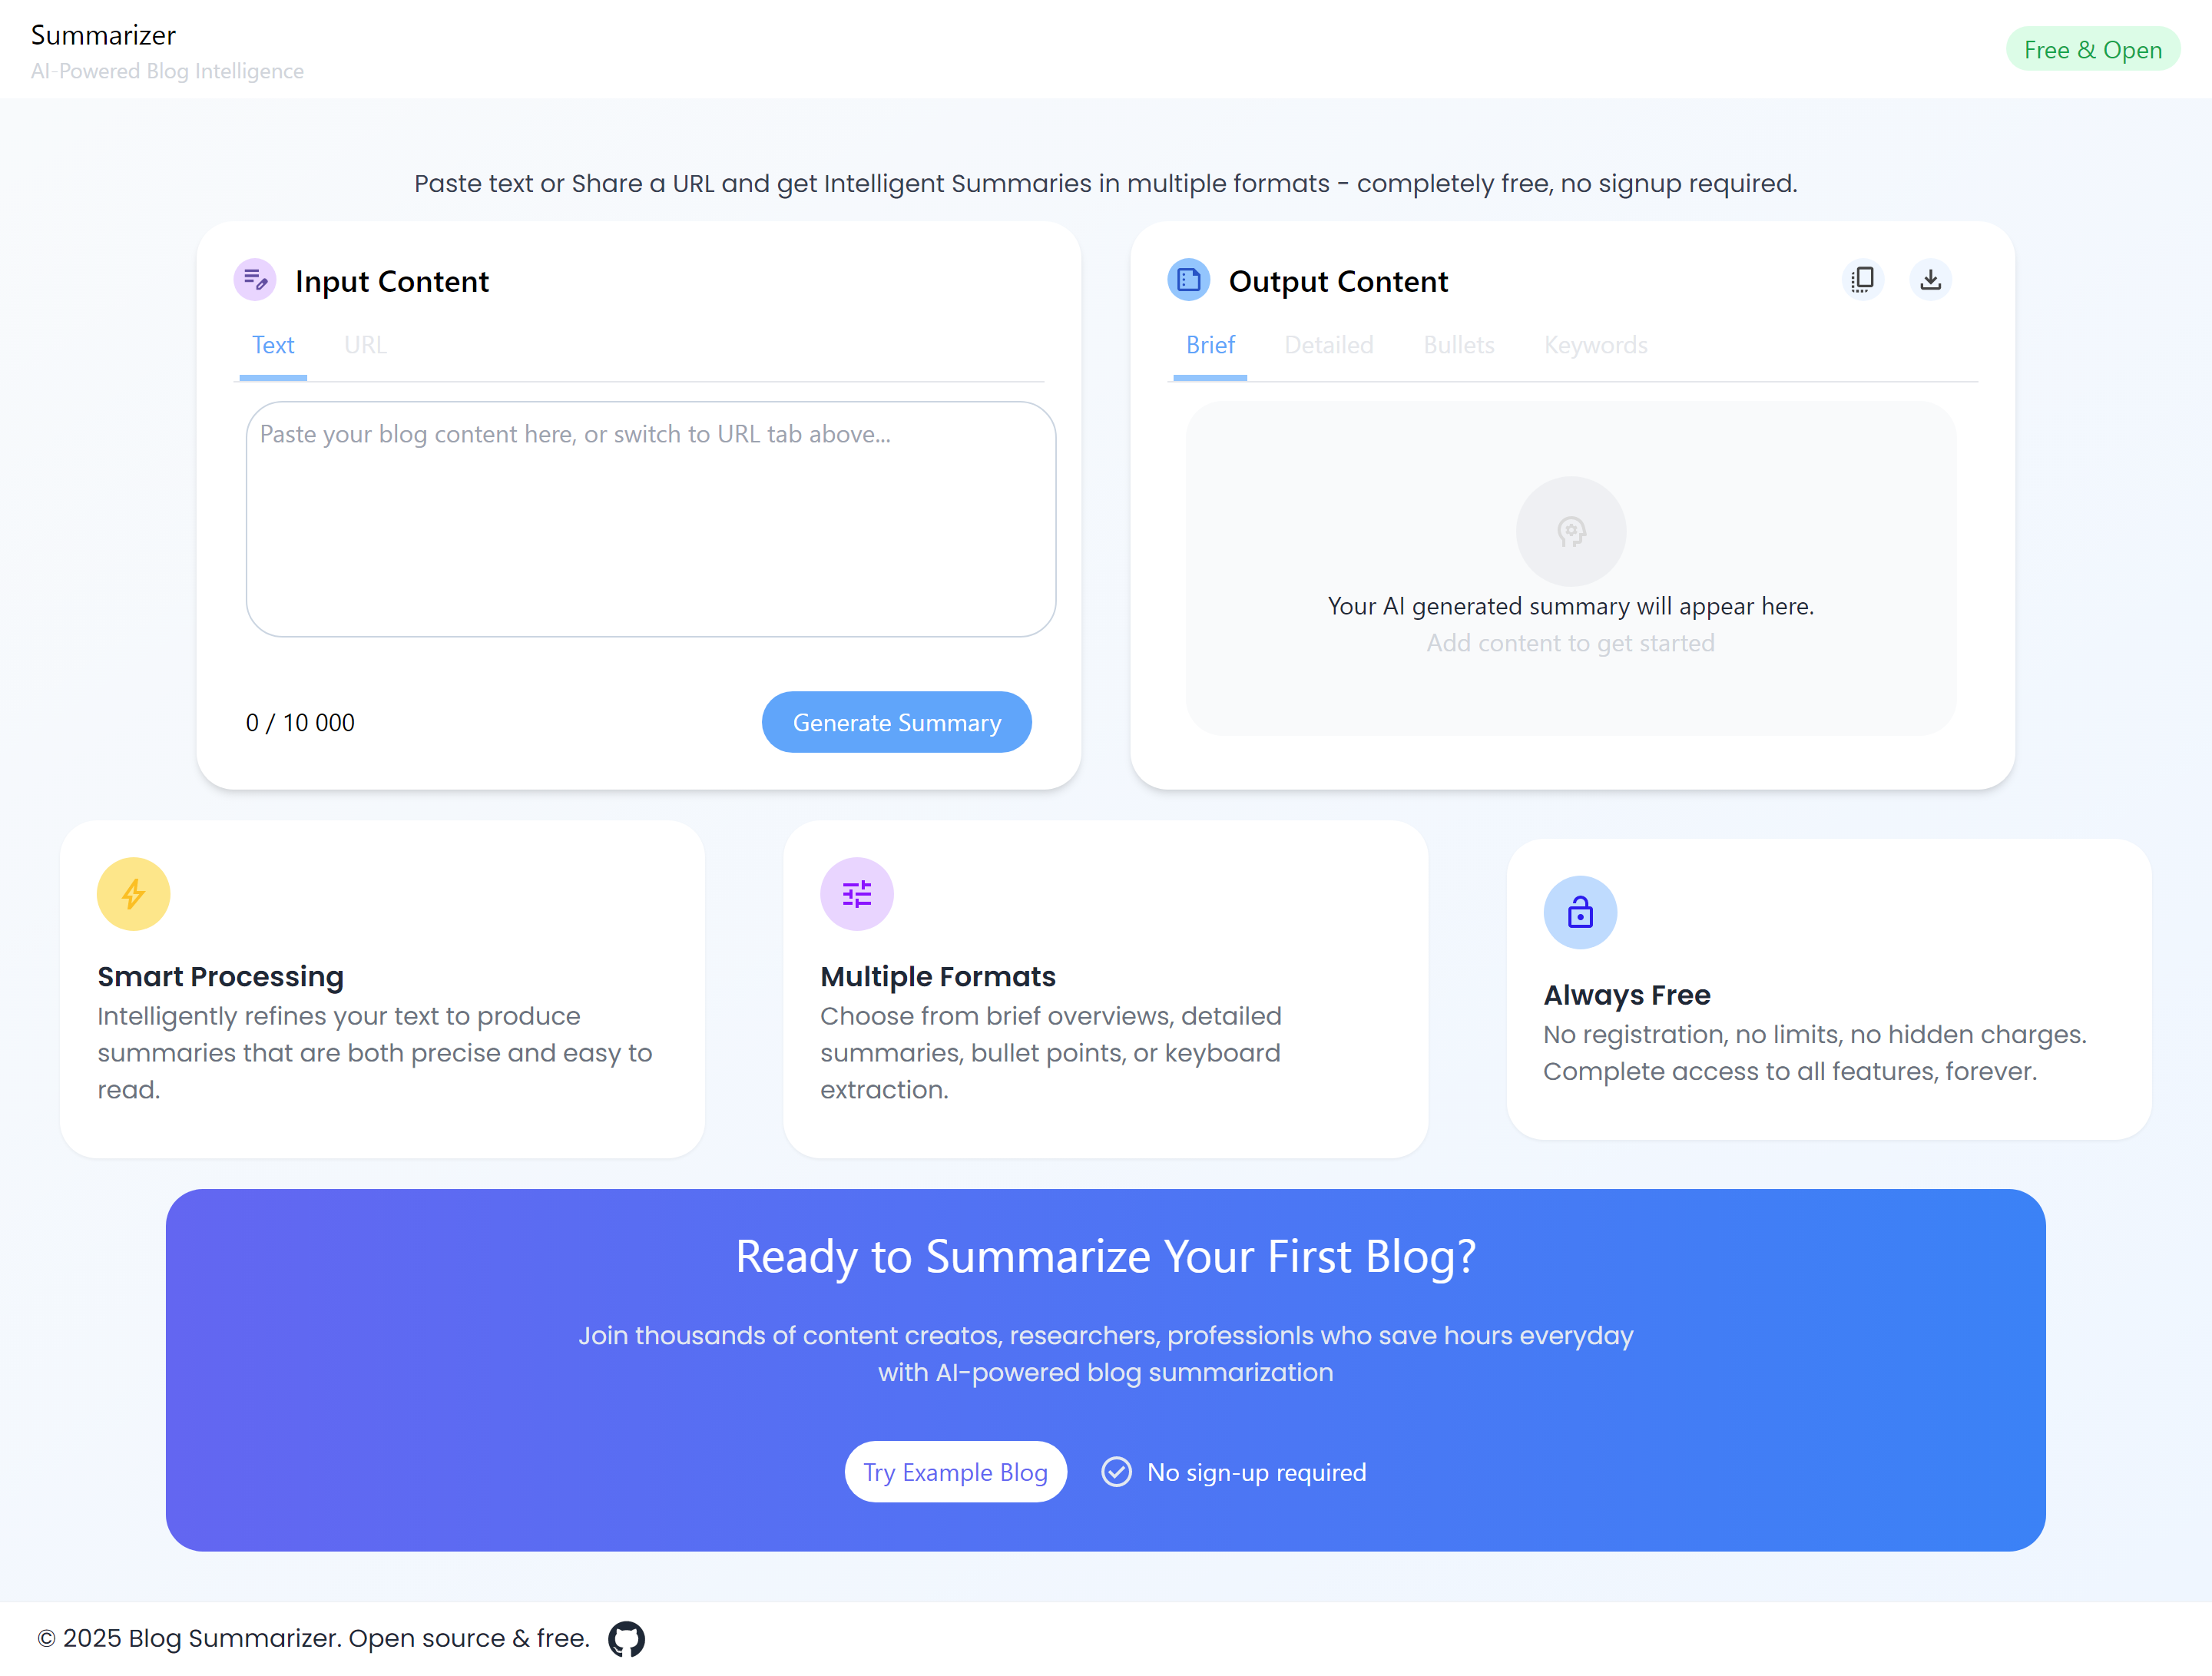 Summarizer
AI-Powered Blog Intelligence
Free & Open
Paste text or Share a URL and get Intelligent Summaries in multiple formats - completely free, no signup required.
Input Content
Text URL
Paste your blog content here, or switch to URL tab above...
0 / 10 000
Generate Summary
Output Content
Brief Detailed Bullets Keywords
Your AI generated summary will appear here.
Add content to get started
Smart Processing
Intelligently refines your text to produce
summaries that are both precise and easy to
read.
Multiple Formats
Choose from brief overviews, detailed
summaries, bullet points, or keyboard
extraction.
Always Free
No registration, no limits, no hidden charges.
Complete access to all features, forever.
Ready to Summarize Your First Blog?
Join thousands of content creatos, researchers, professionls who save hours everyday
with AI-powered blog summarization
Try Example Blog
No sign-up required
© 2025 Blog Summarizer. Open source & free.